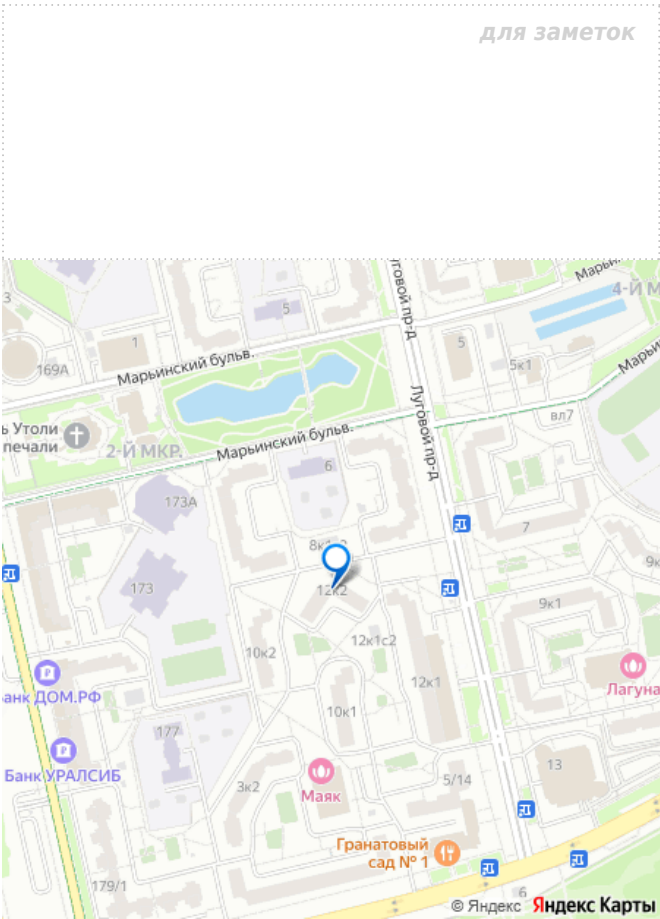 для заметок
Луговой пр-д
4-Й М
3
5
1
169А
Марьинский бульв.
5
5к1
Марьи
ь Утоли
печали
2-Й МКР.
Марьинский бульв.
Луговой пр-д
вл7
6
173А
7
173
12к2
9к1
12к1с2
10к2
12к1
Лагуна
анк ДОМ.РФ
10к1
177
Банк УРАЛСИБ
3к2
Маяк
5/14
13
Гранатовый
сад № 1
179/1
6
© Яндекс Яндекс Карты